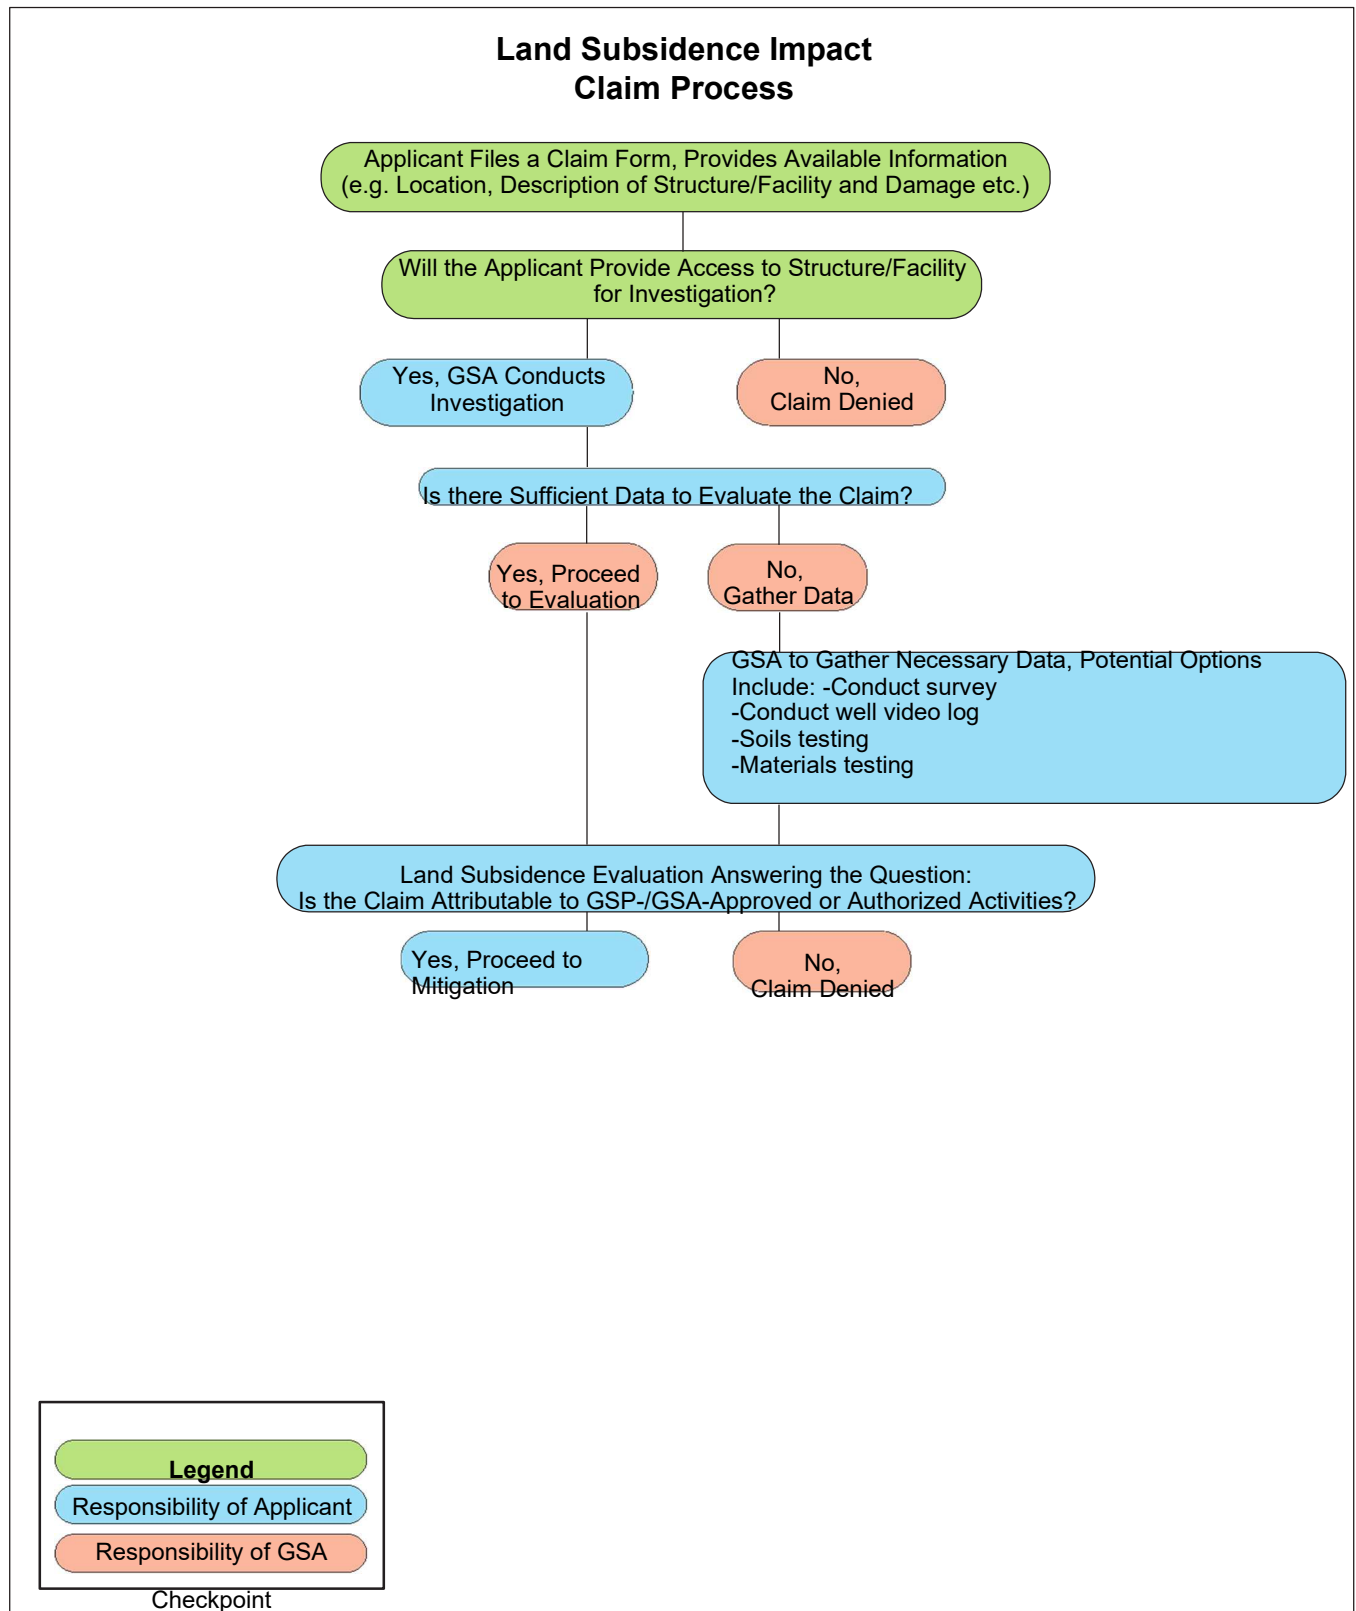 Land Subsidence Impact
Claim Process
Applicant Files a Claim Form, Provides Available Information
(e.g. Location, Description of Structure/Facility and Damage etc.)
Will the Applicant Provide Access to Structure/Facility
for Investigation?
Yes, GSA Conducts
Investigation
No,
Claim Denied
Is there Sufficient Data to Evaluate the Claim?
Yes, Proceed
to Evaluation
No,
Gather Data
GSA to Gather Necessary Data, Potential Options
Include: -Conduct survey
-Conduct well video log
-Soils testing
-Materials testing
Land Subsidence Evaluation Answering the Question:
Is the Claim Attributable to GSP-/GSA-Approved or Authorized Activities?
Yes, Proceed to
Mitigation
No,
Claim Denied
Legend
Responsibility of Applicant
Responsibility of GSA
Checkpoint